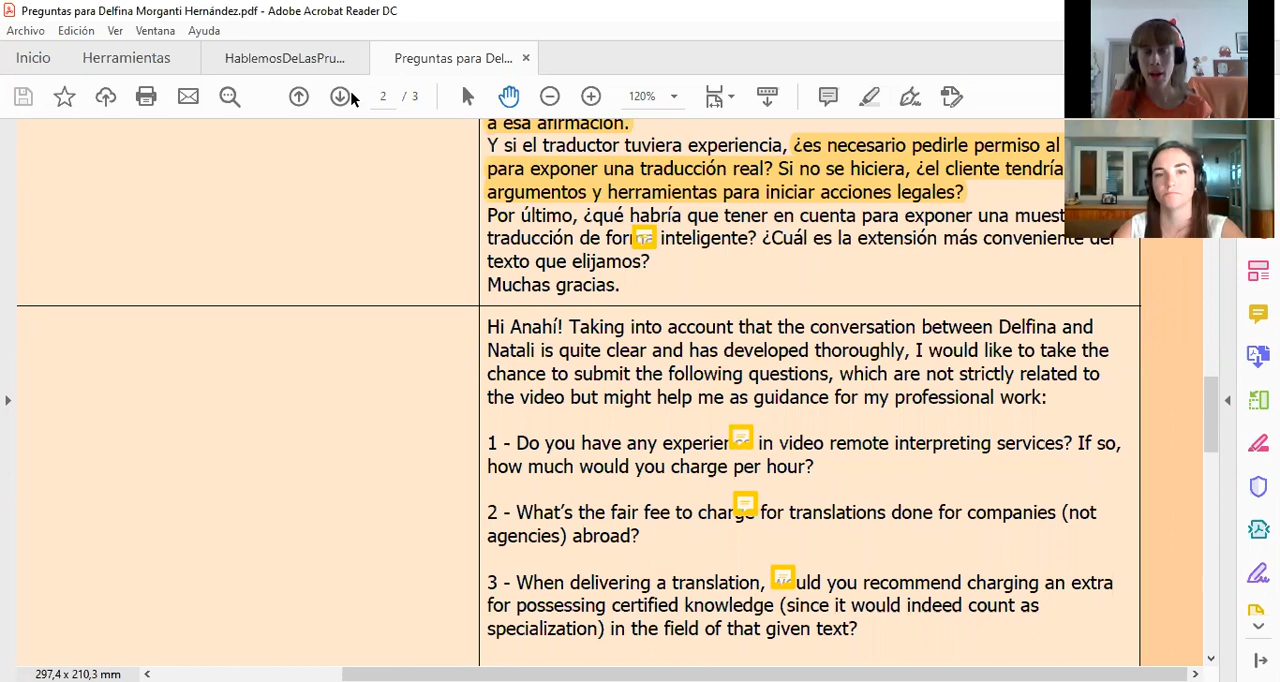 Preguntas para Delfina Morganti Hernández.pdf - Adobe Acrobat Reader DC
Archivo Edición Ver Ventana Ayuda
Inicio Herramientas HablemosDeLasPru... Preguntas para Del... ×
2 / 3 120%
a esa afirmación.
Y si el traductor tuviera experiencia, ¿es necesario pedirle permiso al
para exponer una traducción real? Si no se hiciera, ¿el cliente tendría
argumentos y herramientas para iniciar acciones legales?
Por último, ¿qué habría que tener en cuenta para exponer una
traducción de inteligente? ¿Cuál es la extensión más conveniente del
texto que elijamos?
Muchas gracias.
Hi Anahí! Taking into account that the conversation between Delfina and
Natali is quite clear and has developed thoroughly, I would like to take the
chance to submit the following questions, which are not strictly related to
the video but might help me as guidance for my professional work:
1 - Do you have any experience in video remote interpreting services? If so,
how much would you charge per hour?
2 - What's the fair fee to charge for translations done for companies (not
agencies) abroad?
3 - When delivering a translation, would you recommend charging an extra
for possessing certified knowledge (since it would indeed count as
specialization) in the field of that given text?
297,4 x 210,3 mm